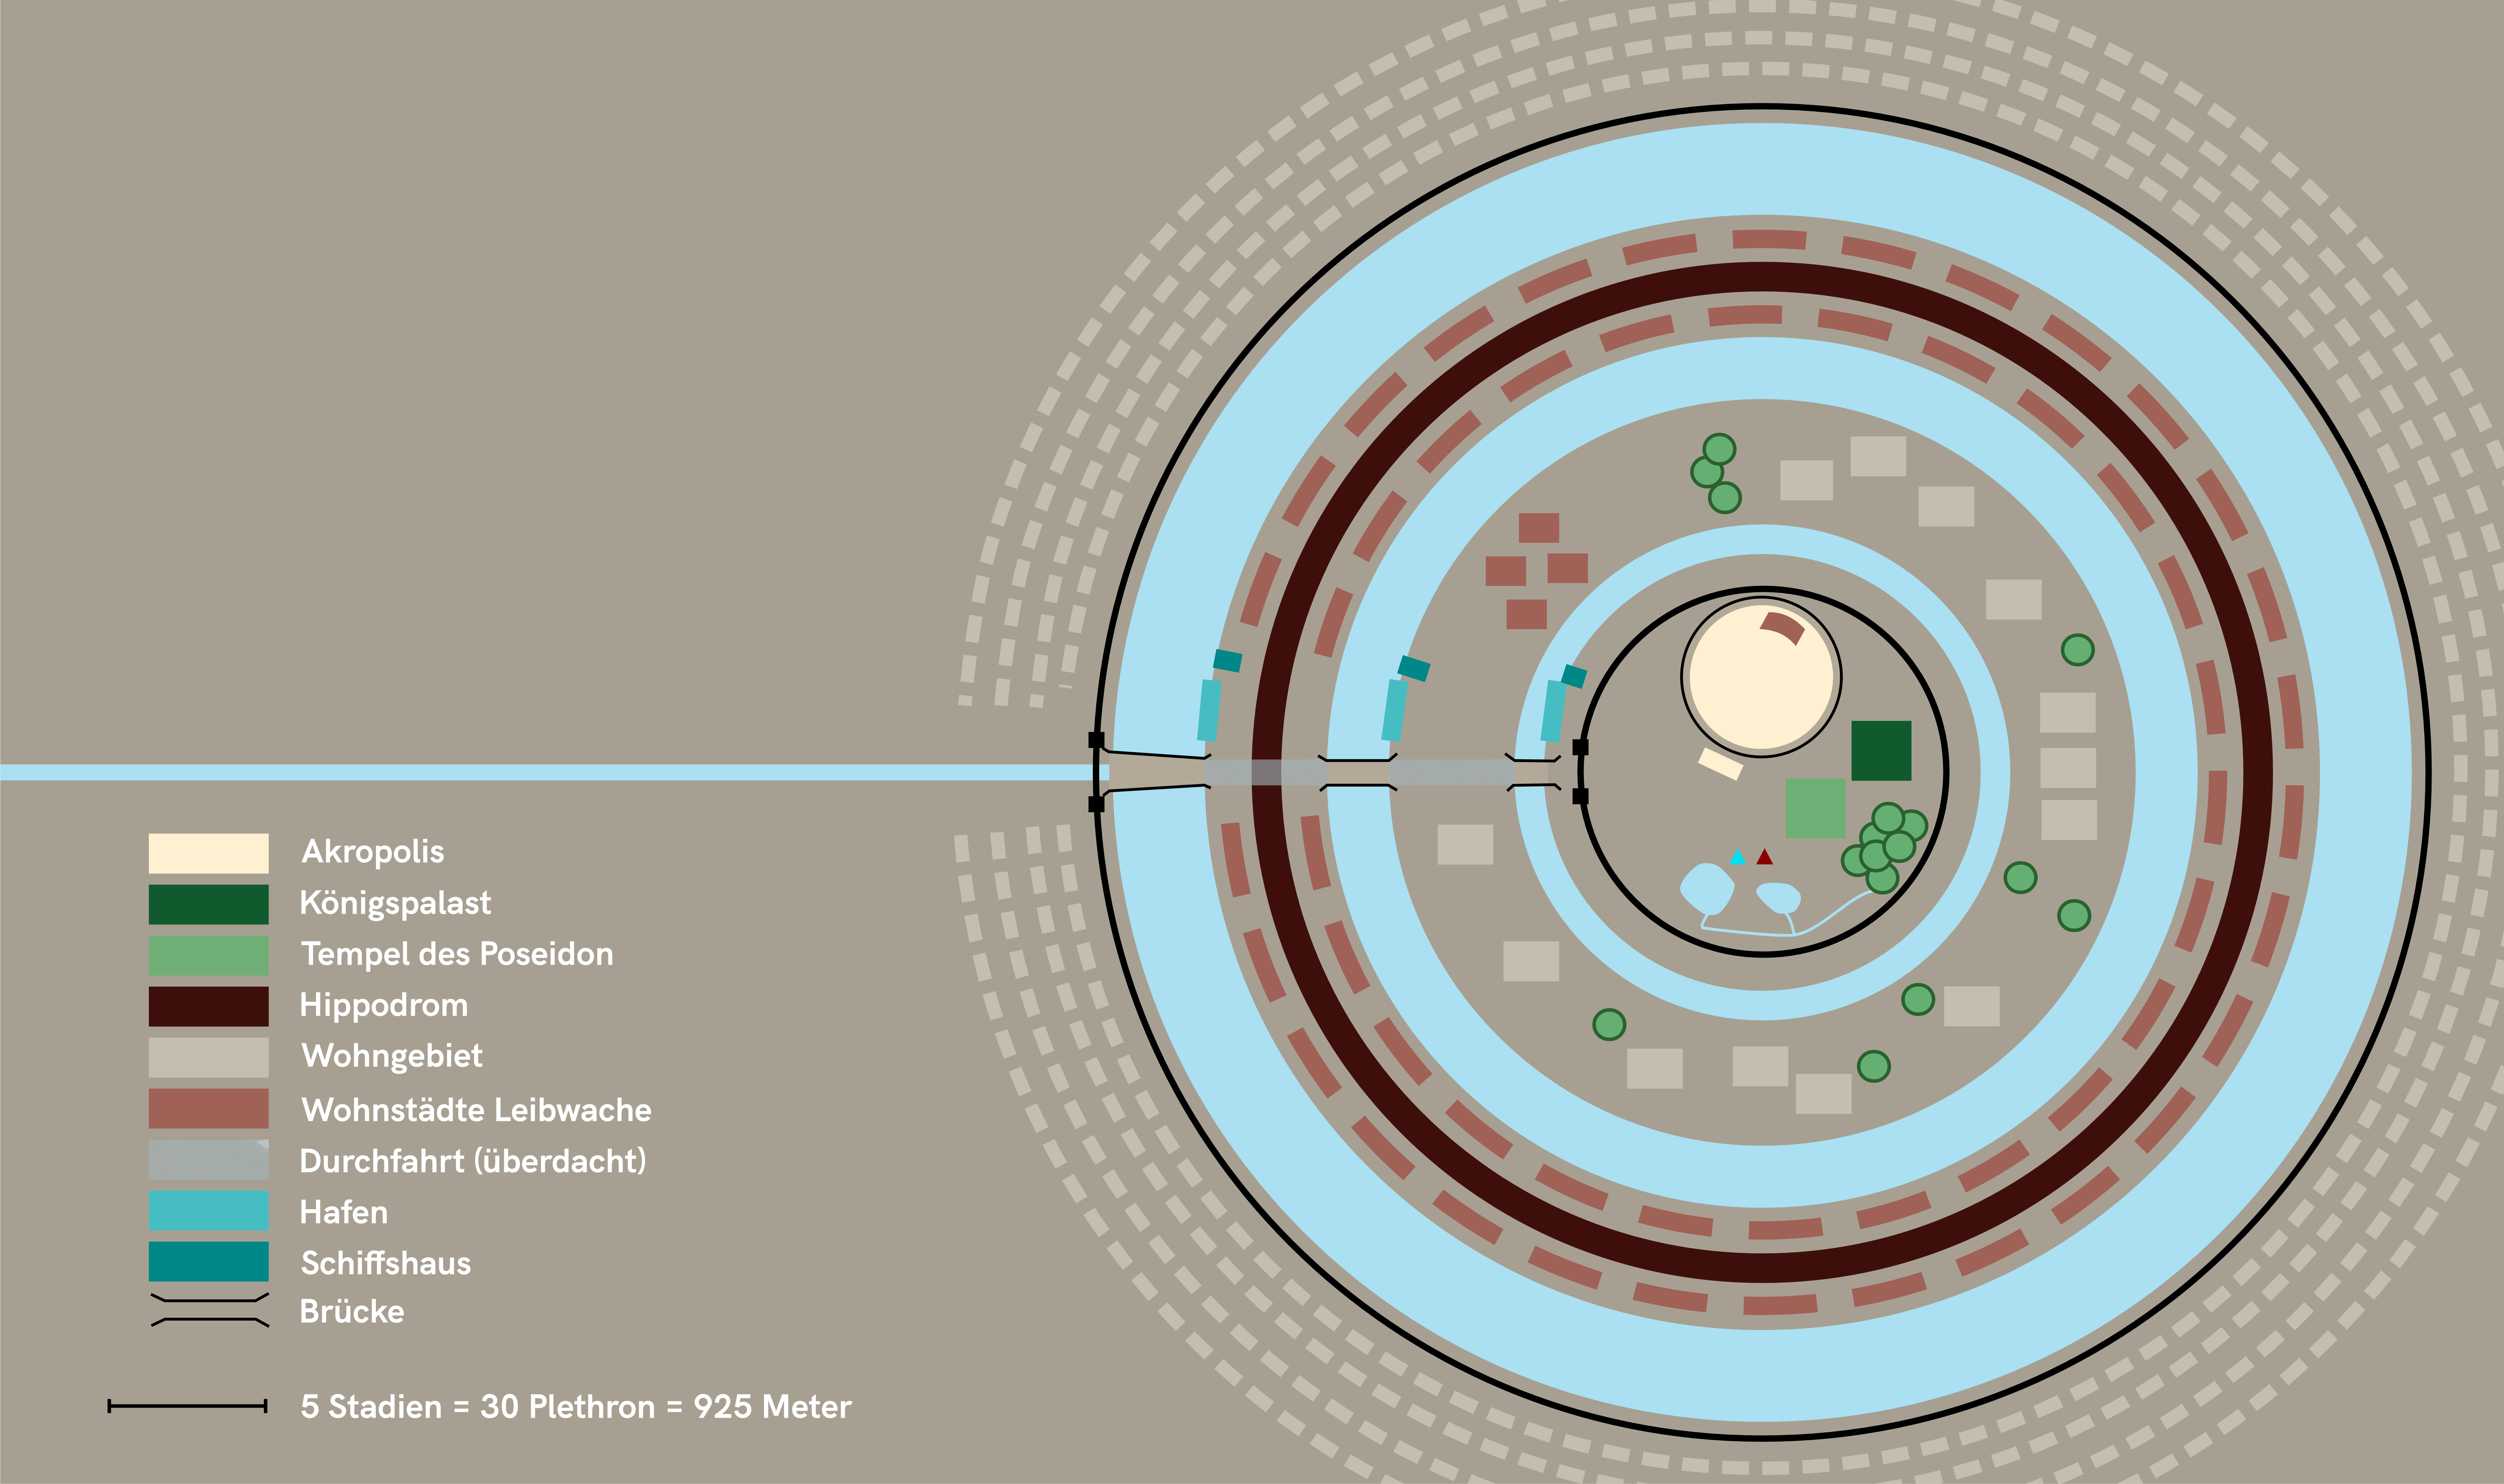 Akropolis
Königspalast
Tempel des Poseidon
Hippodrom
Wohngebiet
Wohnstädte Leibwache
Durchfahrt (überdacht)
Hafen
Schiffshaus
Brücke
5 Stadien = 30 Plethron = 925 Meter